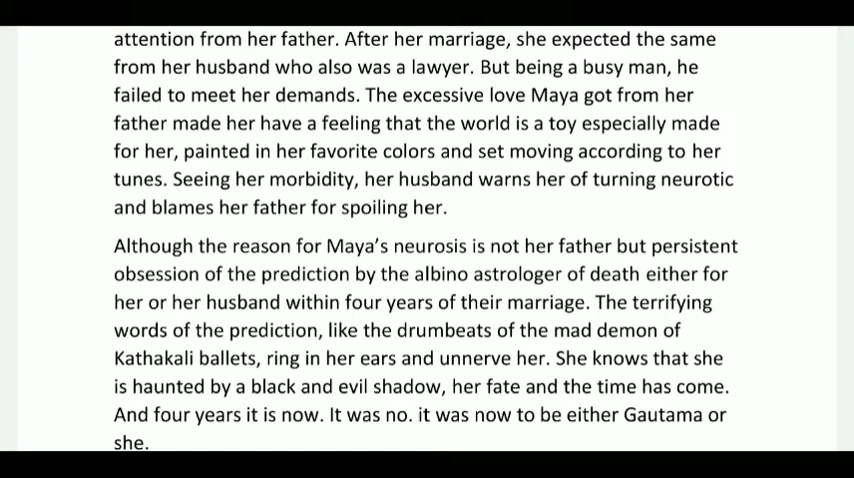 attention from her father. After her marriage, she expected the same
from her husband who also was a lawyer. But being a busy man, he
failed to meet her demands. The excessive love Maya got from her
father made her have a feeling that the world is a toy especially made
for her, painted in her favorite colors and set moving according to her
tunes. Seeing her morbidity, her husband warns her of turning neurotic
and blames her father for spoiling her.
Although the reason for Maya’s neurosis is not her father but persistent
obsession of the prediction by the albino astrologer of death either for
her or her husband within four years of their marriage. The terrifying
words of the prediction, like the drumbeats of the mad demon of
Kathakali ballets, ring in her ears and unnerve her. She knows that she
is haunted by a black and evil shadow, her fate and the time has come.
And four years it is now. It was no. it was now to be either Gautama or
she.